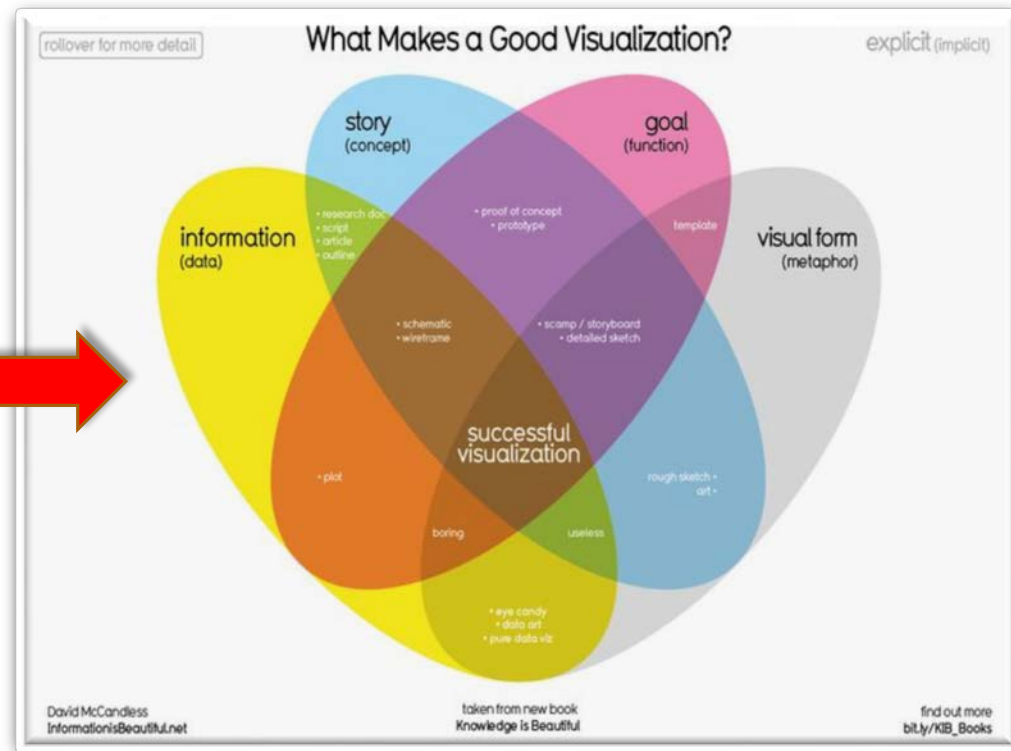 rollover for more detail
What Makes a Good Visualization?
explicit (implicit)
story
(concept)
goal
(function)
information
(data)
visual form
(metaphor)
• research doc
• script
• article
• outline
• proof of concept
• prototype
template
• schematic
• wireframe
• scamp / storyboard
• detailed sketch
successful
visualization
• plot
rough sketch •
art •
boring
useless
• eye candy
• data art
• pure data viz
David McCandless
InformationisBeautiful.net
taken from new book
Knowledge is Beautiful
find out more
bit.ly/KIB_Books